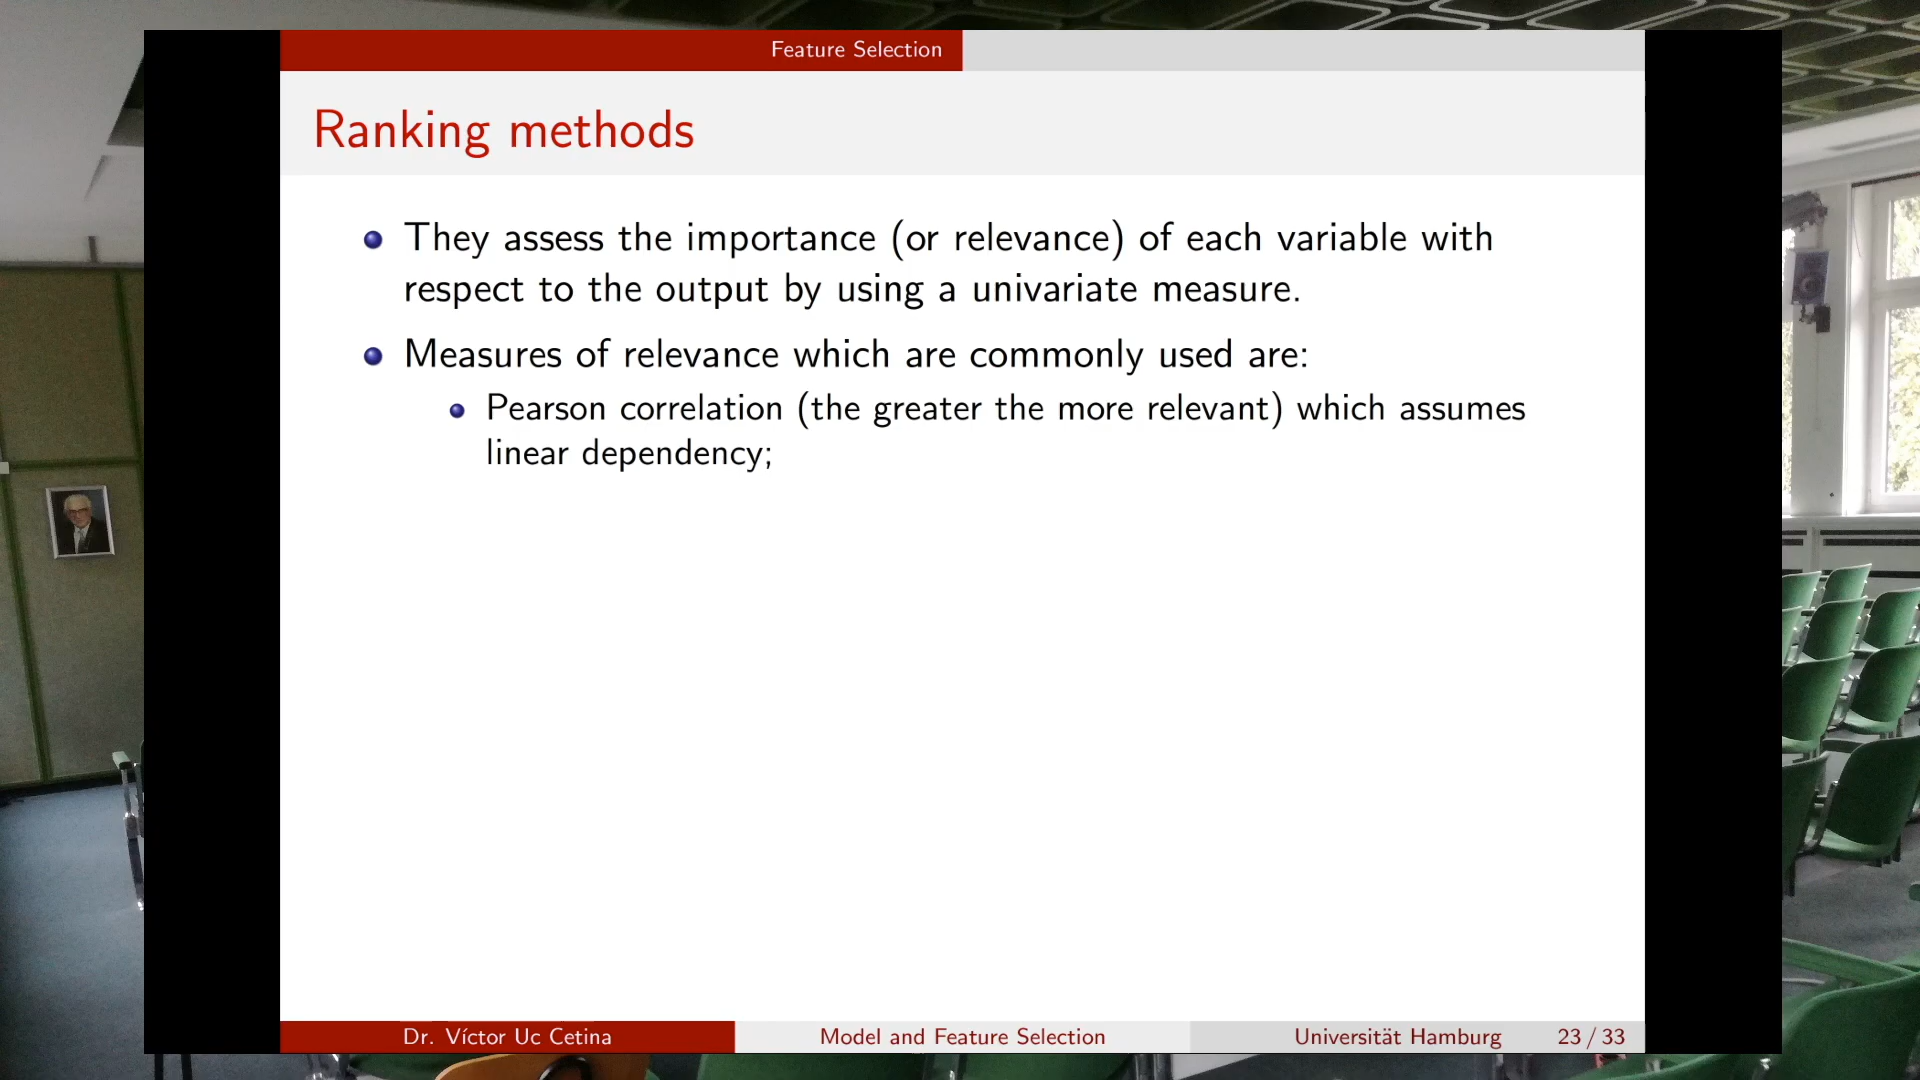 Feature Selection
Ranking methods
They assess the importance (or relevance) of each variable with
respect to the output by using a univariate measure.
Measures of relevance which are commonly used are:
Pearson correlation (the greater the more relevant) which assumes
linear dependency;
Dr. Víctor Uc Cetina
Model and Feature Selection
Universität Hamburg
23 / 33